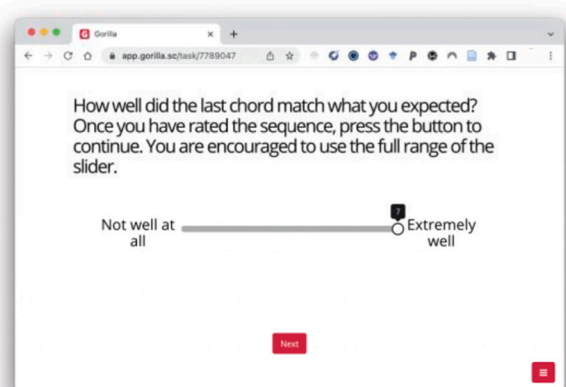 Gorilla
app.gorilla.sc/task/7789047
How well did the last chord match what you expected?
Once you have rated the sequence, press the button to
continue. You are encouraged to use the full range of the
slider.
7
Not well at
all
Extremely
well
Next